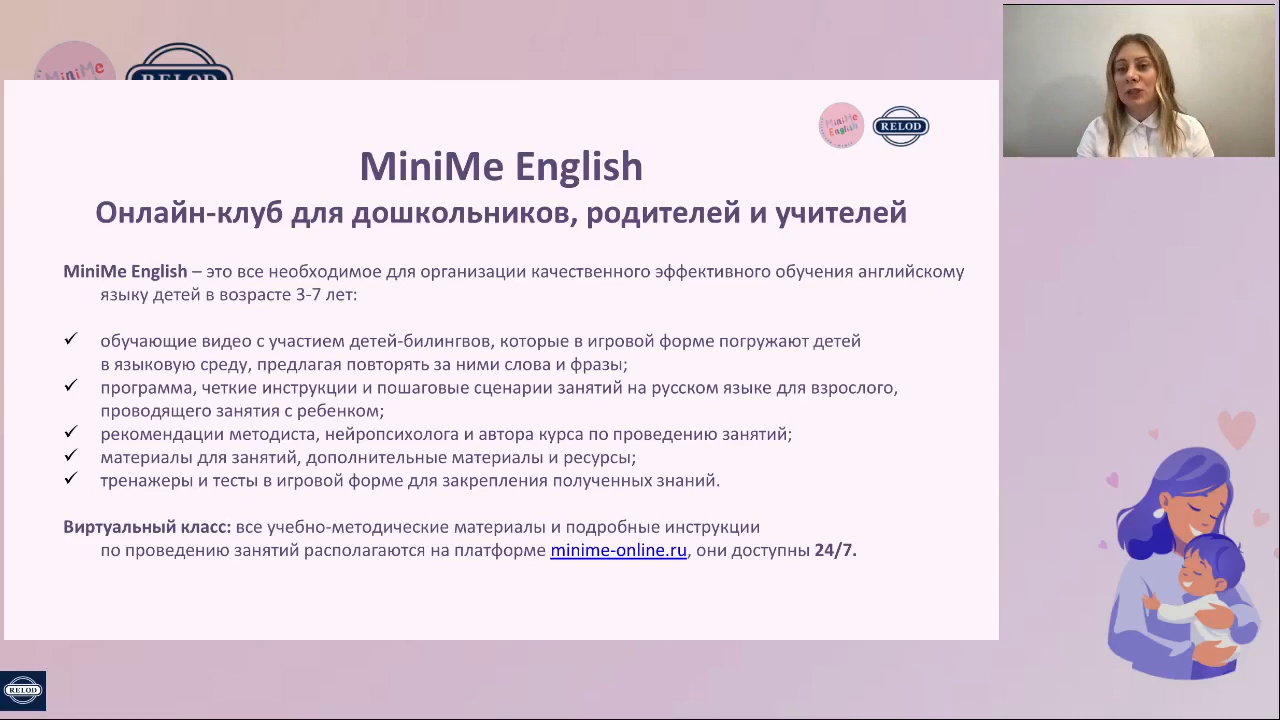 MiniMe
RELOD
MiniMe
English
RELOD
MiniMe English
Онлайн-клуб для дошкольников, родителей и учителей
MiniMe English – это все необходимое для организации качественного эффективного обучения английскому
языку детей в возрасте 3-7 лет:
обучающие видео с участием детей-билингвов, которые в игровой форме погружают детей
в языковую среду, предлагая повторять за ними слова и фразы;
программа, четкие инструкции и пошаговые сценарии занятий на русском языке для взрослого,
проводящего занятия с ребенком;
рекомендации методиста, нейропсихолога и автора курса по проведению занятий;
материалы для занятий, дополнительные материалы и ресурсы;
тренажеры и тесты в игровой форме для закрепления полученных знаний.
Виртуальный класс: все учебно-методические материалы и подробные инструкции
по проведению занятий располагаются на платформе minime-online.ru, они доступны 24/7.
RELOD